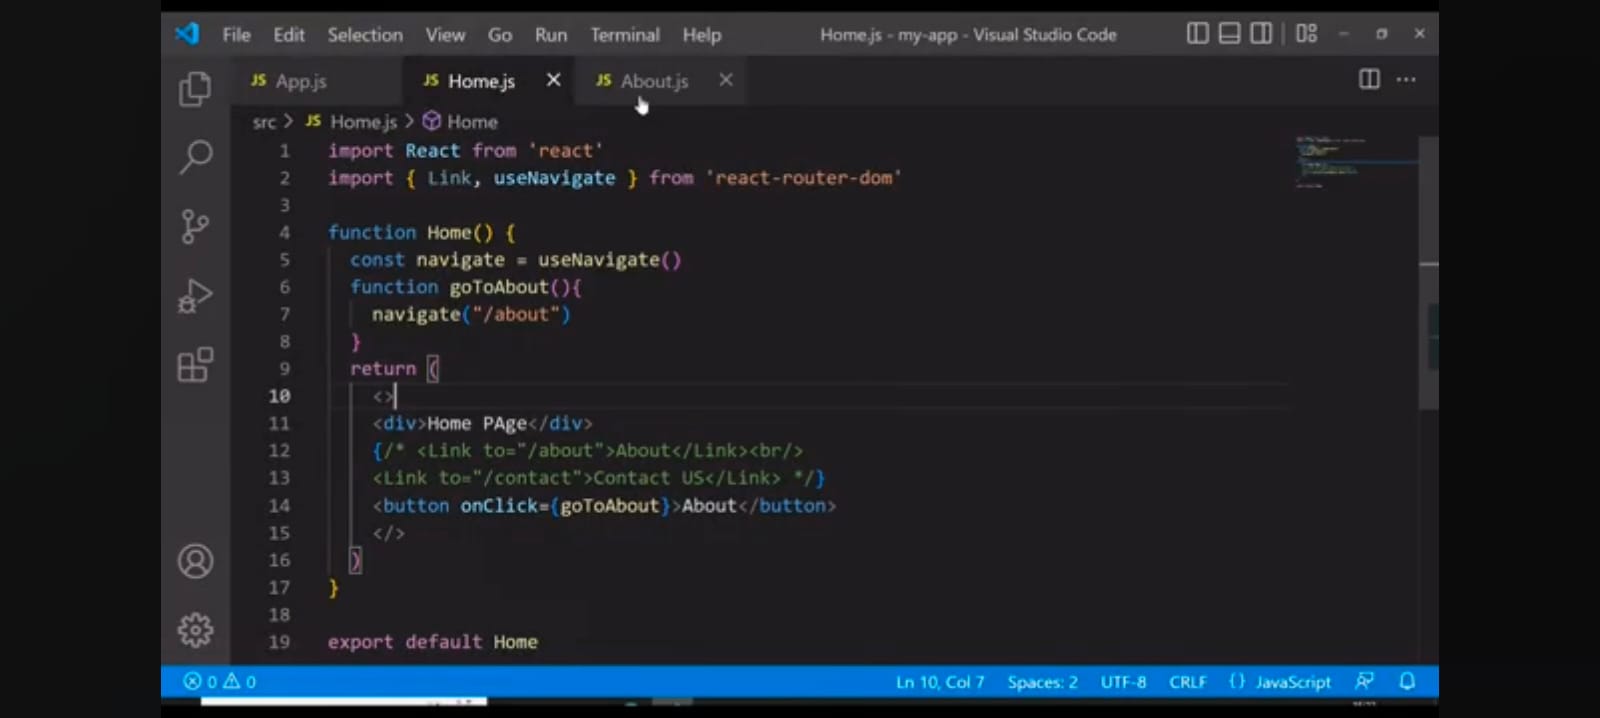 File Edit Selection View Go Run Terminal Help Home.js - my-app - Visual Studio Code
JS App.js JS Home.js JS About.js
src > JS Home.js > Home
1 import React from 'react'
2 import { Link, useNavigate } from 'react-router-dom'
3
4 function Home() {
5 const navigate = useNavigate()
6 function goToAbout(){
7 navigate("/about")
8 }
9 return (
10 <>
11 <div>Home PAge</div>
12 {/* <Link to="/about">About</Link><br/>
13 <Link to="/contact">Contact US</Link> */}
14 <button onClick={goToAbout}>About</button>
15 </>
16 )
17 }
18
19 export default Home
0 0 Ln 10, Col 7 Spaces: 2 UTF-8 CRLF {} JavaScript